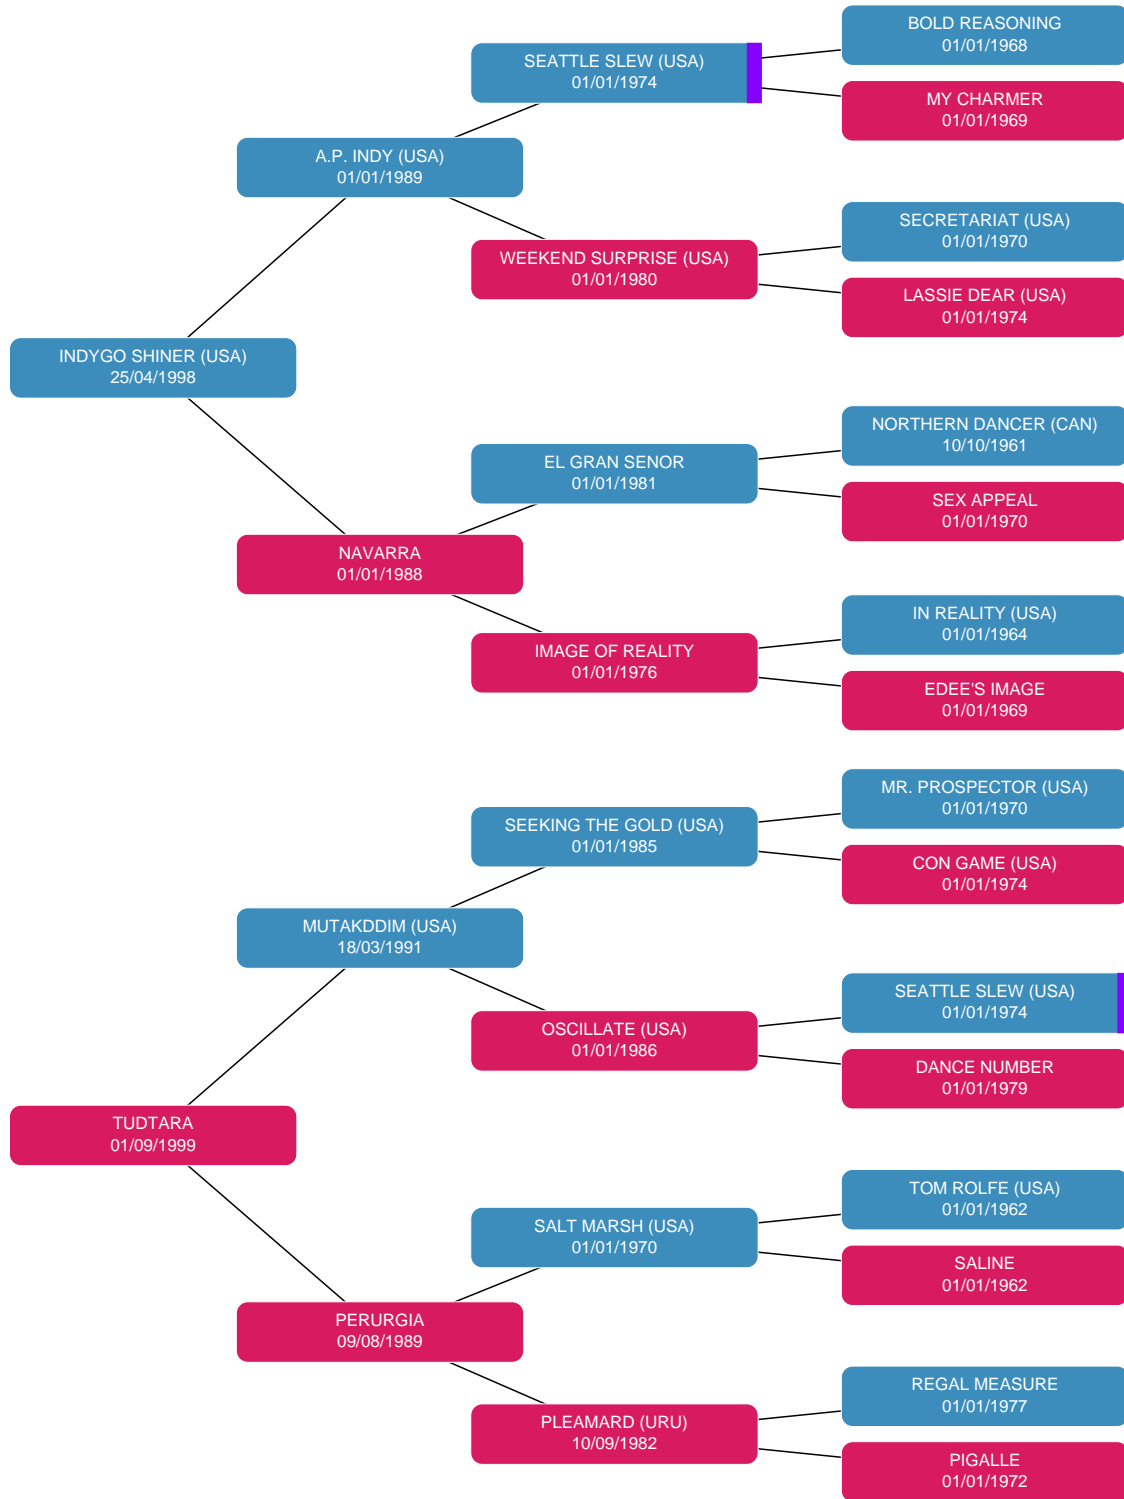 BOLD REASONING
01/01/1968
SEATTLE SLEW (USA)
01/01/1974
MY CHARMER
01/01/1969
A.P. INDY (USA)
01/01/1989
SECRETARIAT (USA)
01/01/1970
WEEKEND SURPRISE (USA)
01/01/1980
LASSIE DEAR (USA)
01/01/1974
INDYGO SHINER (USA)
25/04/1998
NORTHERN DANCER (CAN)
10/10/1961
EL GRAN SENOR
01/01/1981
SEX APPEAL
01/01/1970
NAVARRA
01/01/1988
IN REALITY (USA)
01/01/1964
IMAGE OF REALITY
01/01/1976
EDEE'S IMAGE
01/01/1969
MR. PROSPECTOR (USA)
01/01/1970
SEEKING THE GOLD (USA)
01/01/1985
CON GAME (USA)
01/01/1974
MUTAKDDIM (USA)
18/03/1991
SEATTLE SLEW (USA)
01/01/1974
OSCILLATE (USA)
01/01/1986
DANCE NUMBER
01/01/1979
TUDTARA
01/09/1999
TOM ROLFE (USA)
01/01/1962
SALT MARSH (USA)
01/01/1970
SALINE
01/01/1962
PERURGIA
09/08/1989
REGAL MEASURE
01/01/1977
PLEAMARD (URU)
10/09/1982
PIGALLE
01/01/1972